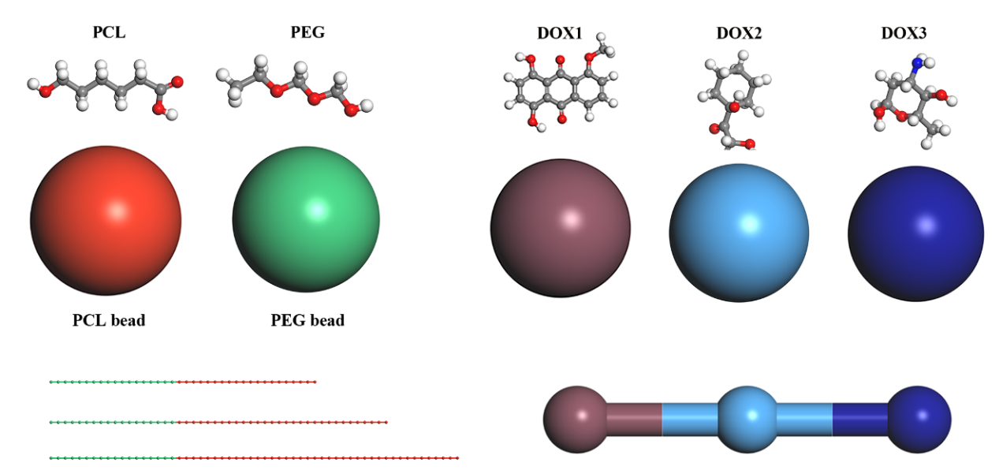 PCL
PEG
DOX1
DOX2
DOX3
PCL bead
PEG bead